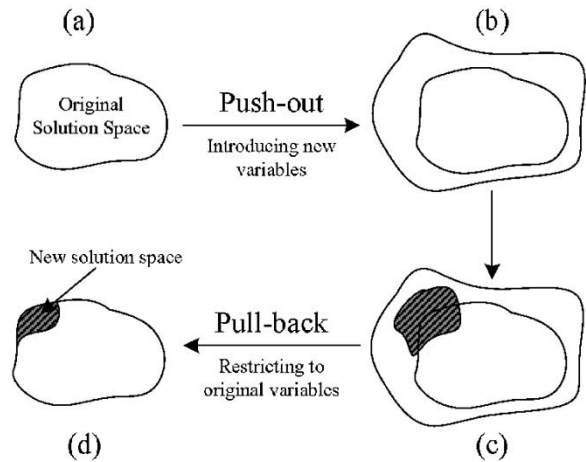 (a)
(b)
Original
Solution Space
Push-out
Introducing new
variables
New solution space
Pull-back
Restricting to
original variables
(d)
(c)